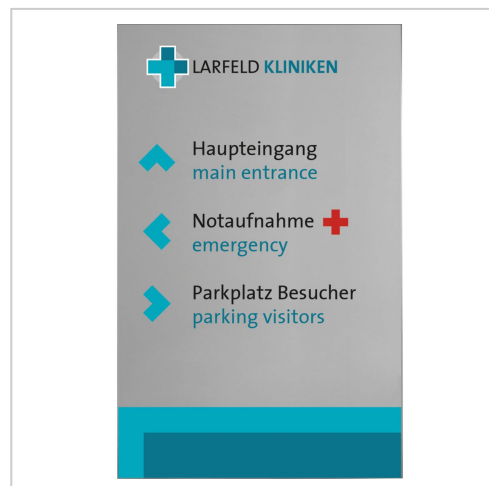 LARFELD KLINIKEN
Haupteingang
main entrance
Notaufnahme
emergency
Parkplatz Besucher
parking visitors